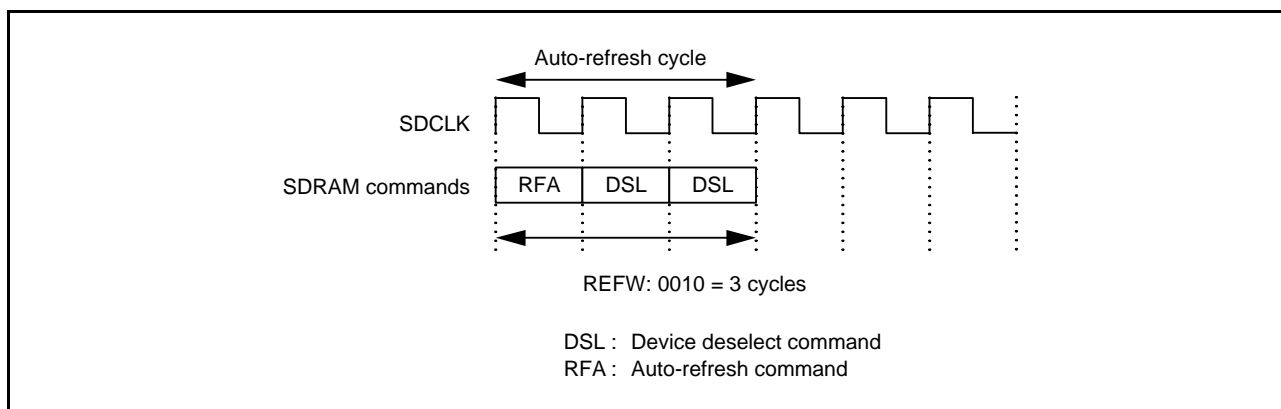 Auto-refresh cycle
SDCLK
SDRAM commands
RFA DSL DSL
REFW: 0010 = 3 cycles
DSL : Device deselect command
RFA : Auto-refresh command